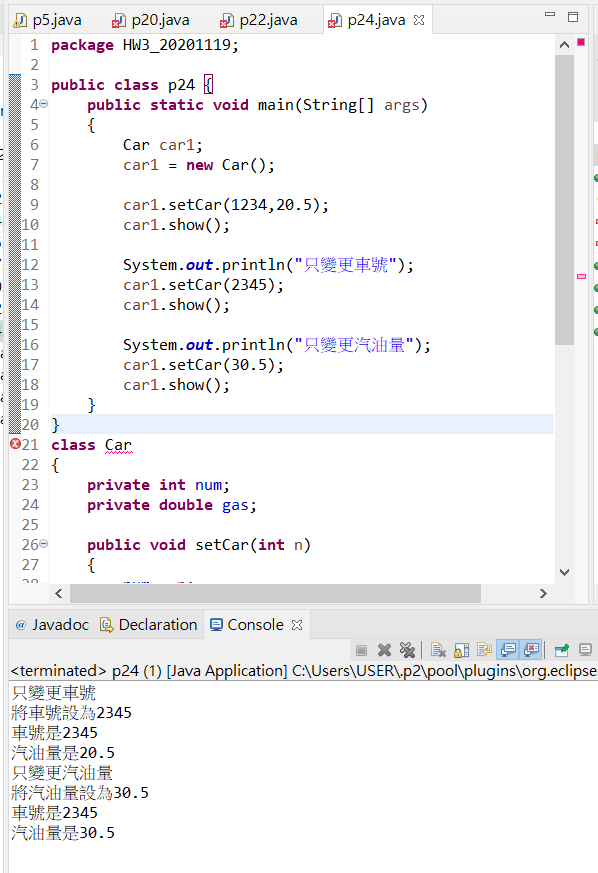 p5.java p20.java p22.java p24.java
1 package HW3_20201119;
2
3 public class p24 {
4 public static void main(String[] args)
5 {
6 Car car1;
7 car1 = new Car();
8
9 car1.setCar(1234,20.5);
10 car1.show();
11
12 System.out.println("只變更車號");
13 car1.setCar(2345);
14 car1.show();
15
16 System.out.println("只變更汽油量");
17 car1.setCar(30.5);
18 car1.show();
19 }
20 }
21 class Car
22 {
23 private int num;
24 private double gas;
25
26 public void setCar(int n)
27 {
@ Javadoc Declaration Console
<terminated> p24 (1) [Java Application] C:\Users\USER\.p2\pool\plugins\org.eclipse
只變更車號
將車號設為2345
車號是2345
汽油量是20.5
只變更汽油量
將汽油量設為30.5
車號是2345
汽油量是30.5